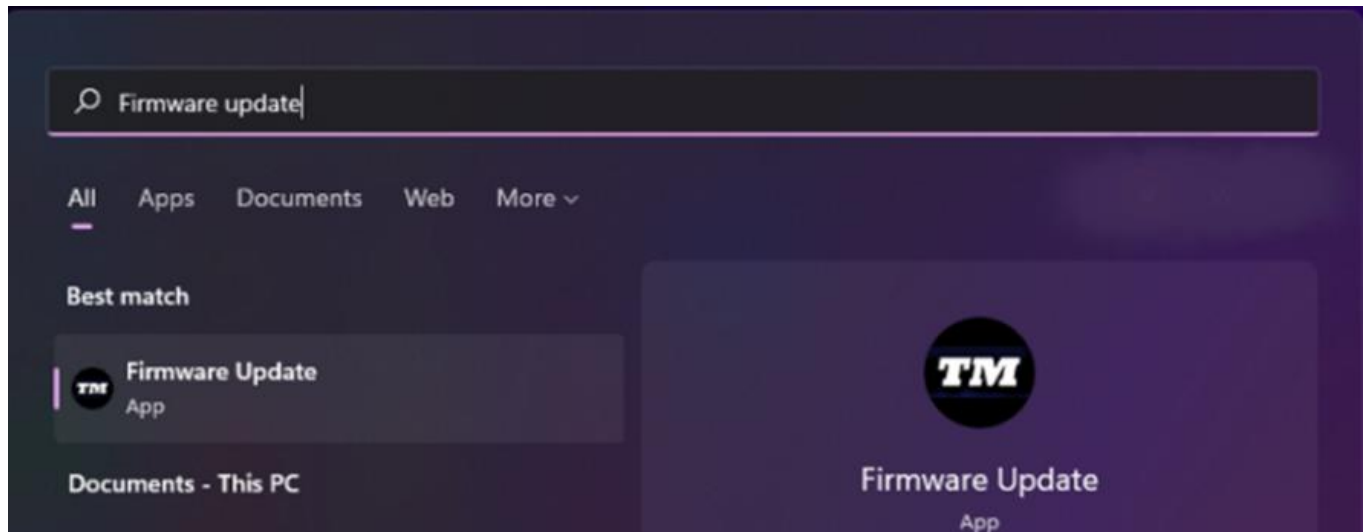 Firmware update
All Apps Documents Web More
Best match
TM Firmware Update
App
Documents - This PC
TM
Firmware Update
App